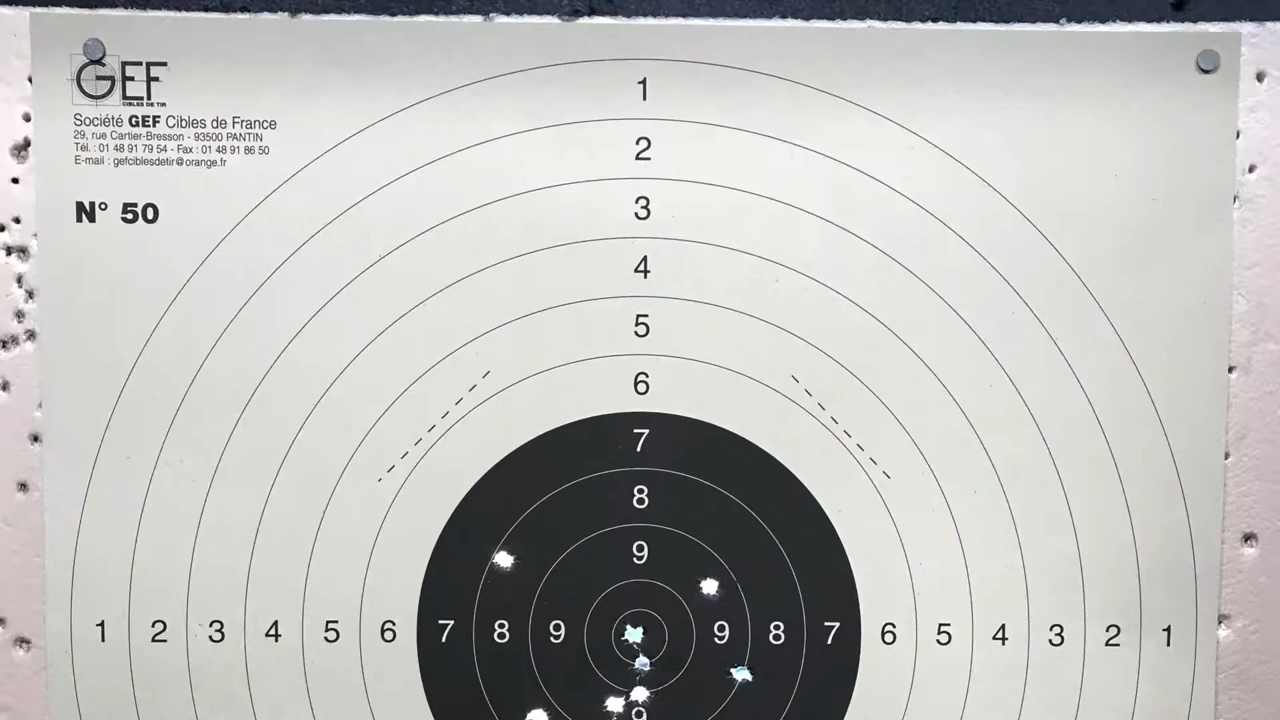 GEF
CIBLES DE TIR
Société GEF Cibles de France
29, rue Cartier-Bresson - 93500 PANTIN
Tél. : 01 48 91 79 54 - Fax : 01 48 91 86 50
E-mail : gefciblesdetir@orange.fr
N° 50
1
2
3
4
5
6
7
8
9
1 2 3 4 5 6 7 8 9 9 8 7 6 5 4 3 2 1
9